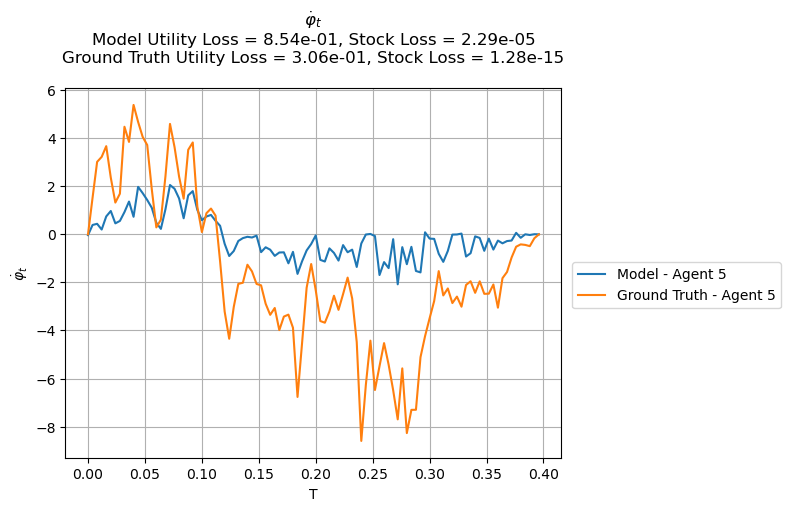 φ̇ₜ
Model Utility Loss = 8.54e-01, Stock Loss = 2.29e-05
Ground Truth Utility Loss = 3.06e-01, Stock Loss = 1.28e-15
6
4
2
0
−2
−4
−6
−8
φ̇ₜ
0.00 0.05 0.10 0.15 0.20 0.25 0.30 0.35 0.40
T
Model - Agent 5
Ground Truth - Agent 5